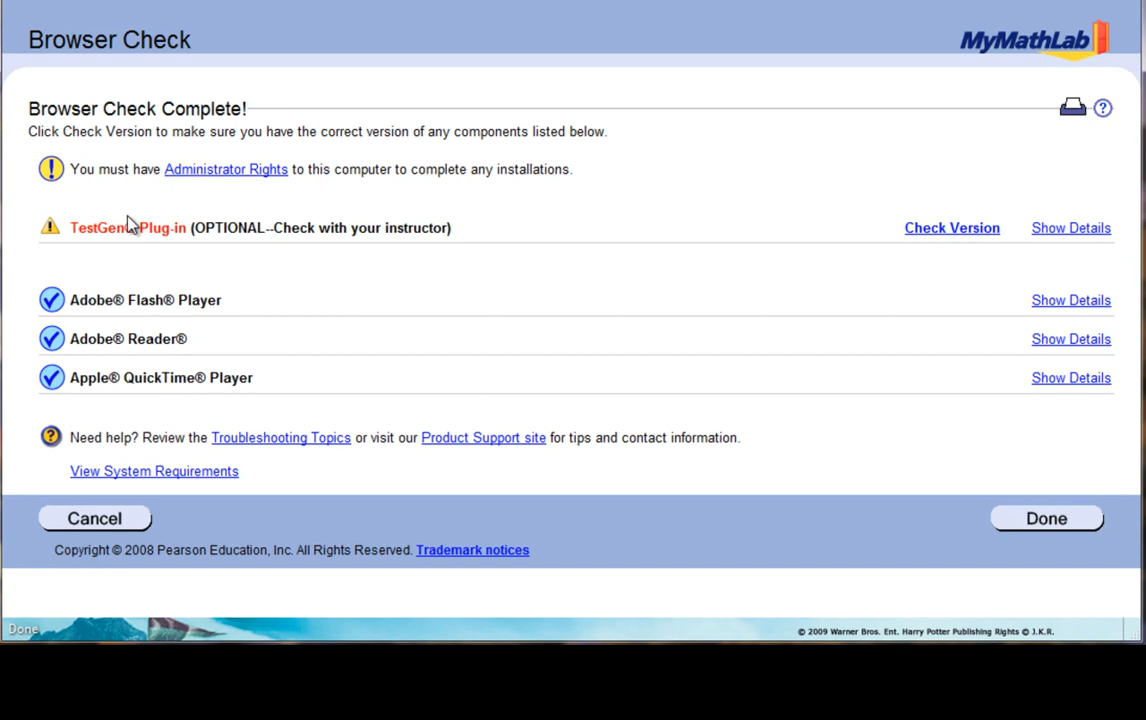 Browser Check
MyMathLab
Browser Check Complete!
Click Check Version to make sure you have the correct version of any components listed below.
You must have Administrator Rights to this computer to complete any installations.
TestGen® Plug-in (OPTIONAL--Check with your instructor) Check Version Show Details
Adobe® Flash® Player Show Details
Adobe® Reader® Show Details
Apple® QuickTime® Player Show Details
Need help? Review the Troubleshooting Topics or visit our Product Support site for tips and contact information.
View System Requirements
Cancel Done
Copyright © 2008 Pearson Education, Inc. All Rights Reserved. Trademark notices
Done
© 2009 Warner Bros. Ent. Harry Potter Publishing Rights © J.K.R.